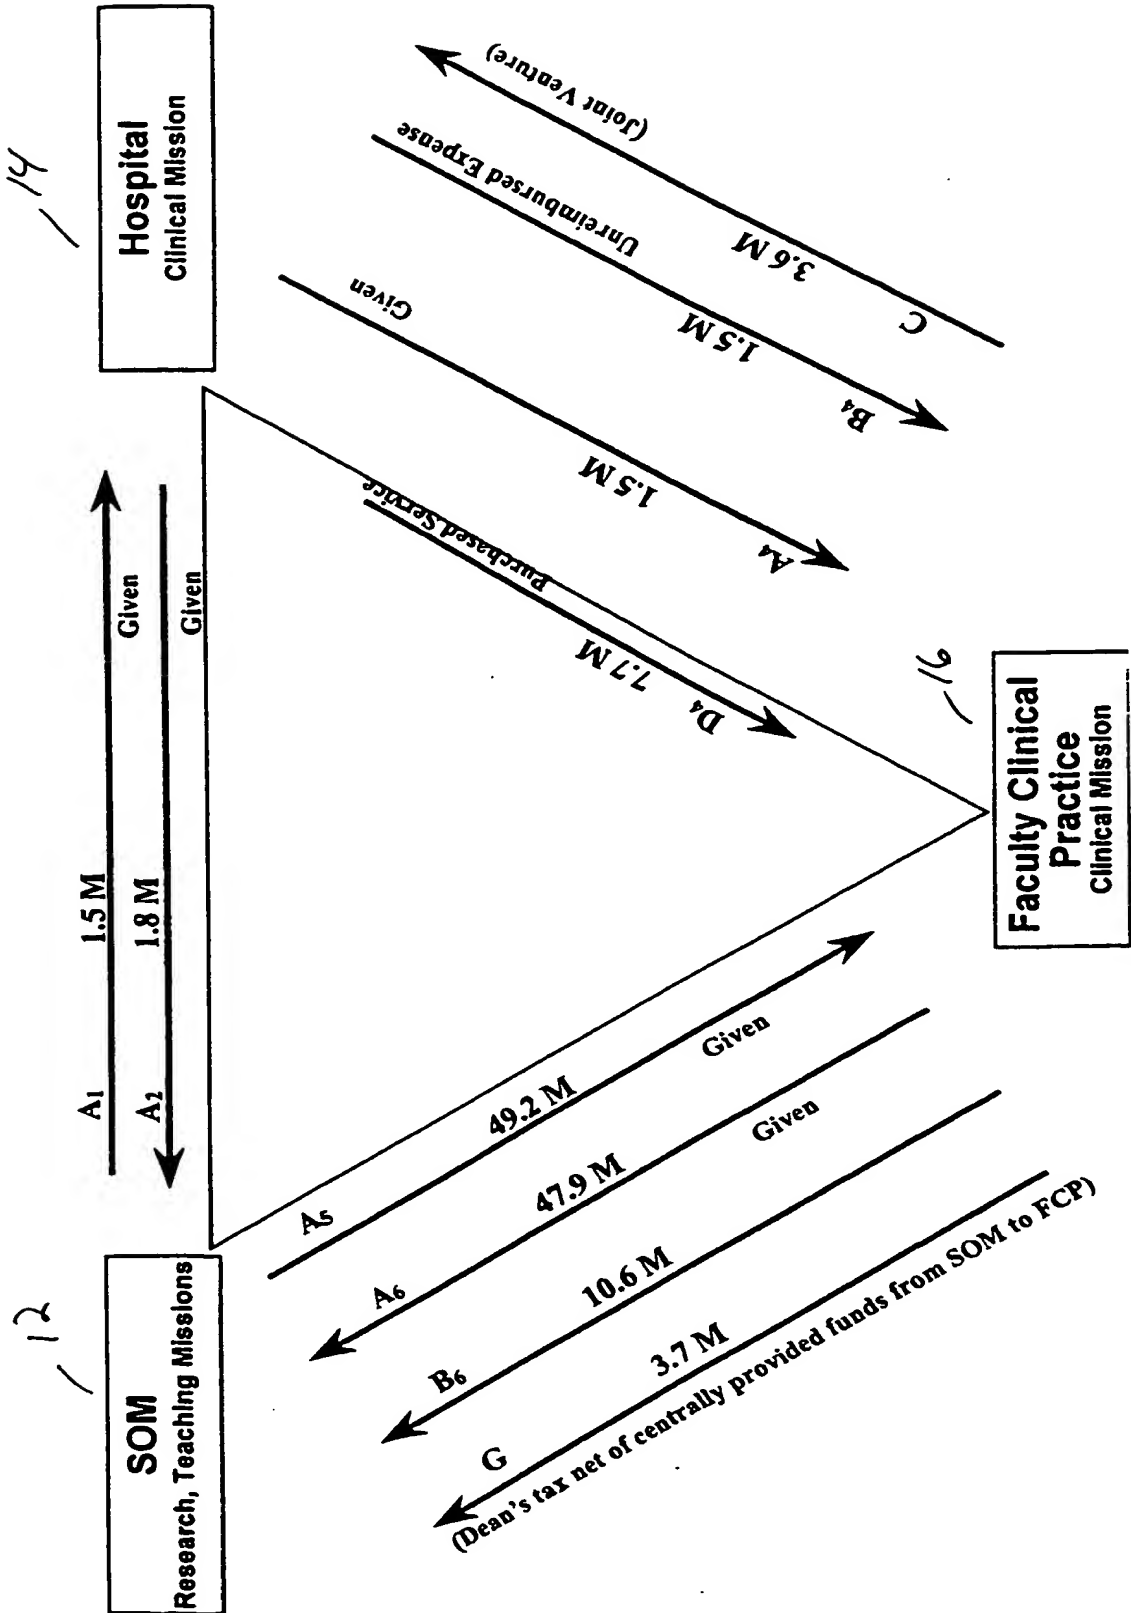 12
SOM
Research, Teaching Missions
14
Hospital
Clinical Mission
16
Faculty Clinical
Practice
Clinical Mission
A1 1.5 M Given
A2 1.8 M Given
A5 49.2 M Given
A6 47.9 M Given
B6 10.6 M
G 3.7 M
(Dean's tax net of centrally provided funds from SOM to FCP)
Purchased Service
7.7 M
D4
Given
1.5 M
A4
Unreimbursed Expense
1.5 M
B4
(Joint Venture)
3.6 M
C